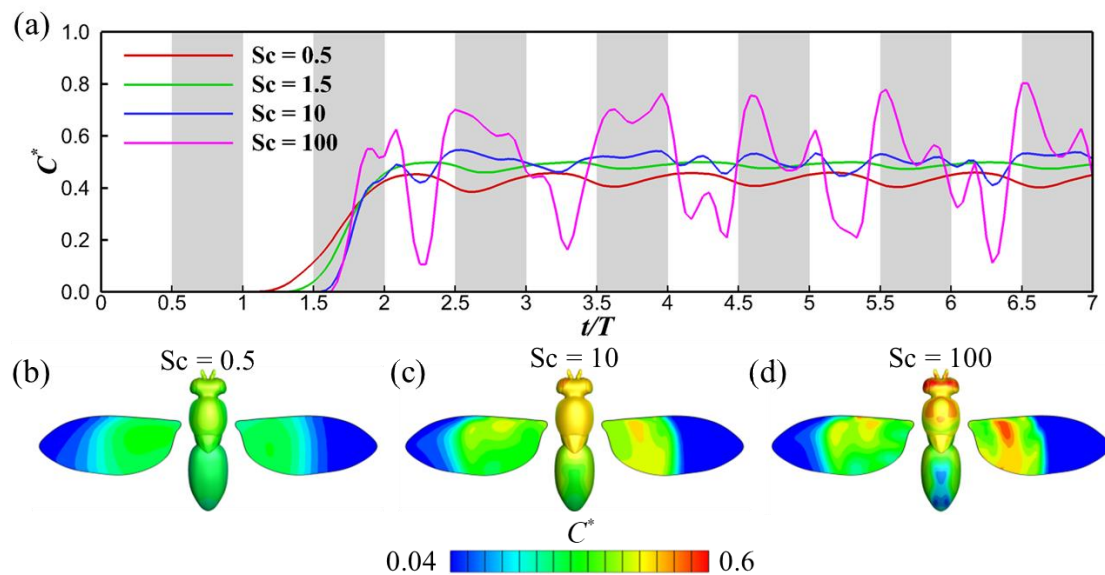 (a)
1.0
0.8
0.6
0.4
0.2
0.0
C*
Sc = 0.5
Sc = 1.5
Sc = 10
Sc = 100
0 0.5 1 1.5 2 2.5 3 3.5 4 4.5 5 5.5 6 6.5 7
t/T
(b) Sc = 0.5
(c) Sc = 10
(d) Sc = 100
C*
0.04 0.6